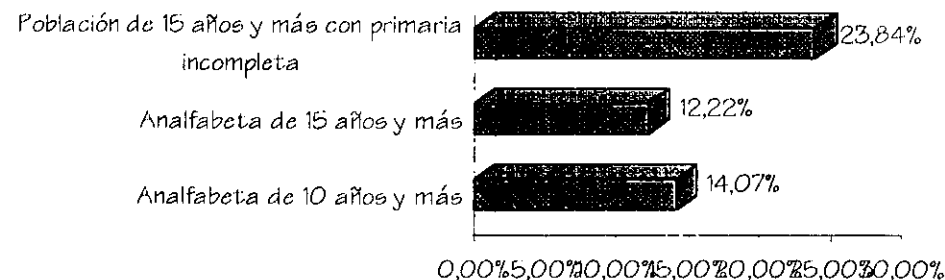 Población de 15 años y más con primaria
incompleta
23,84%
Analfabeta de 15 años y más
12,22%
Analfabeta de 10 años y más
14,07%
0,00% 5,00% 10,00% 15,00% 20,00% 25,00% 30,00%